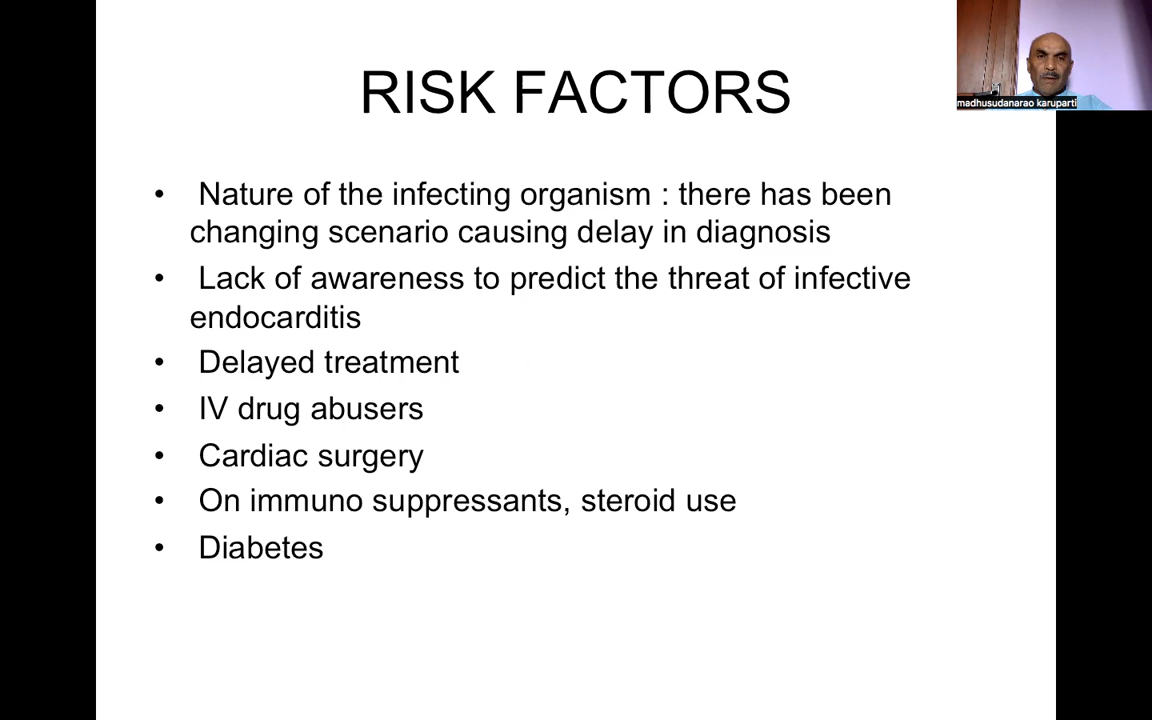 RISK FACTORS
madhusudanarao karuparti
• Nature of the infecting organism : there has been
changing scenario causing delay in diagnosis
• Lack of awareness to predict the threat of infective
endocarditis
• Delayed treatment
• IV drug abusers
• Cardiac surgery
• On immuno suppressants, steroid use
• Diabetes